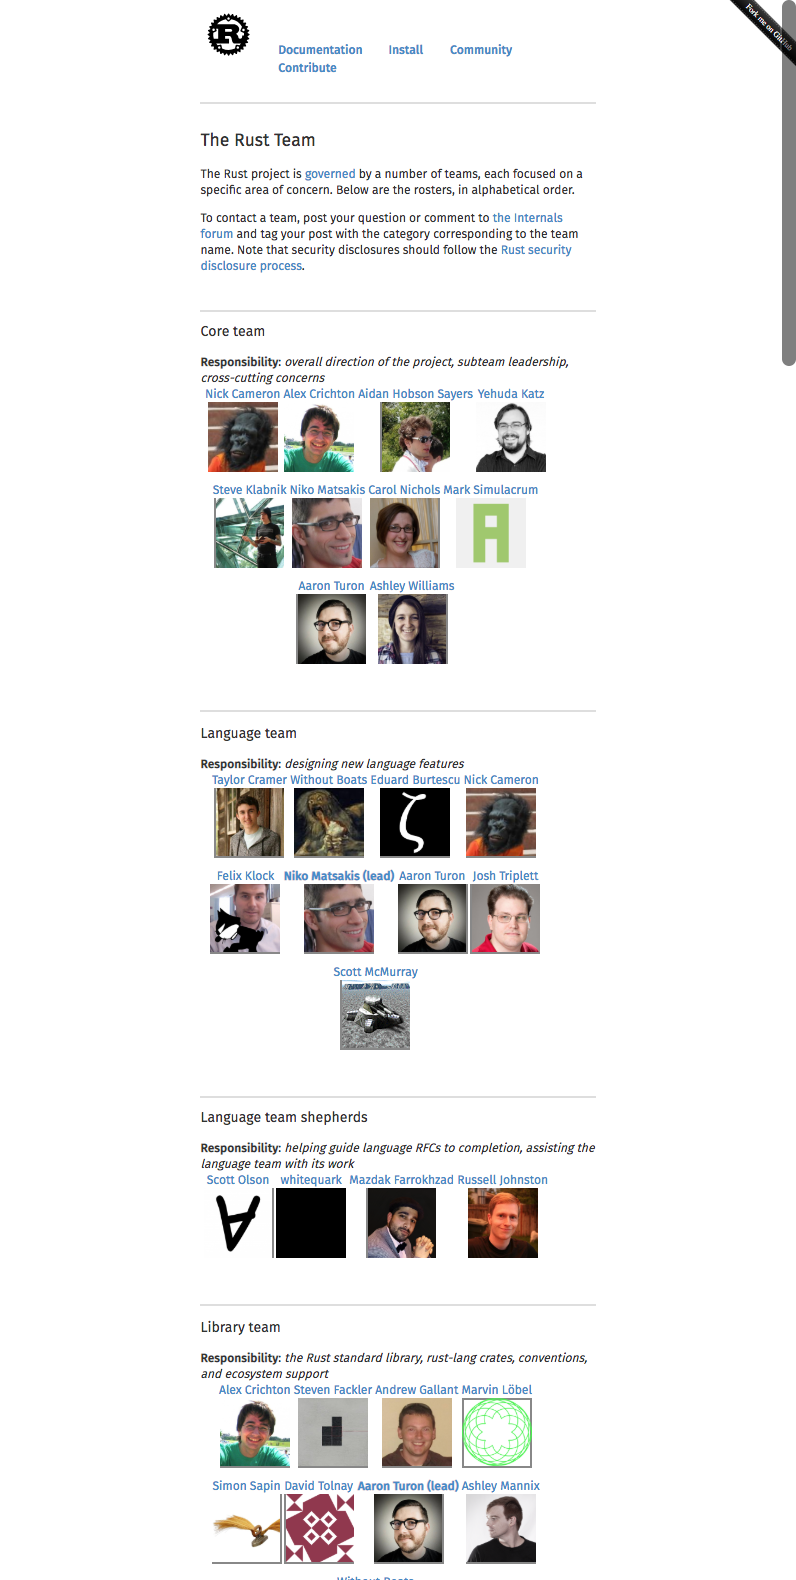 Fork me on GitHub
R
Documentation Install Community
Contribute
The Rust Team
The Rust project is governed by a number of teams, each focused on a
specific area of concern. Below are the rosters, in alphabetical order.
To contact a team, post your question or comment to the Internals
forum and tag your post with the category corresponding to the team
name. Note that security disclosures should follow the Rust security
disclosure process.
Core team
Responsibility: overall direction of the project, subteam leadership,
cross-cutting concerns
Nick Cameron Alex Crichton Aidan Hobson Sayers Yehuda Katz
Steve Klabnik Niko Matsakis Carol Nichols Mark Simulacrum
Aaron Turon Ashley Williams
Language team
Responsibility: designing new language features
Taylor Cramer Without Boats Eduard Burtescu Nick Cameron
ζ
Felix Klock Niko Matsakis (lead) Aaron Turon Josh Triplett
Scott McMurray
Language team shepherds
Responsibility: helping guide language RFCs to completion, assisting the
language team with its work
Scott Olson whitequark Mazdak Farrokhzad Russell Johnston
∀
Library team
Responsibility: the Rust standard library, rust-lang crates, conventions,
and ecosystem support
Alex Crichton Steven Fackler Andrew Gallant Marvin Löbel
Simon Sapin David Tolnay Aaron Turon (lead) Ashley Mannix
Without Boats